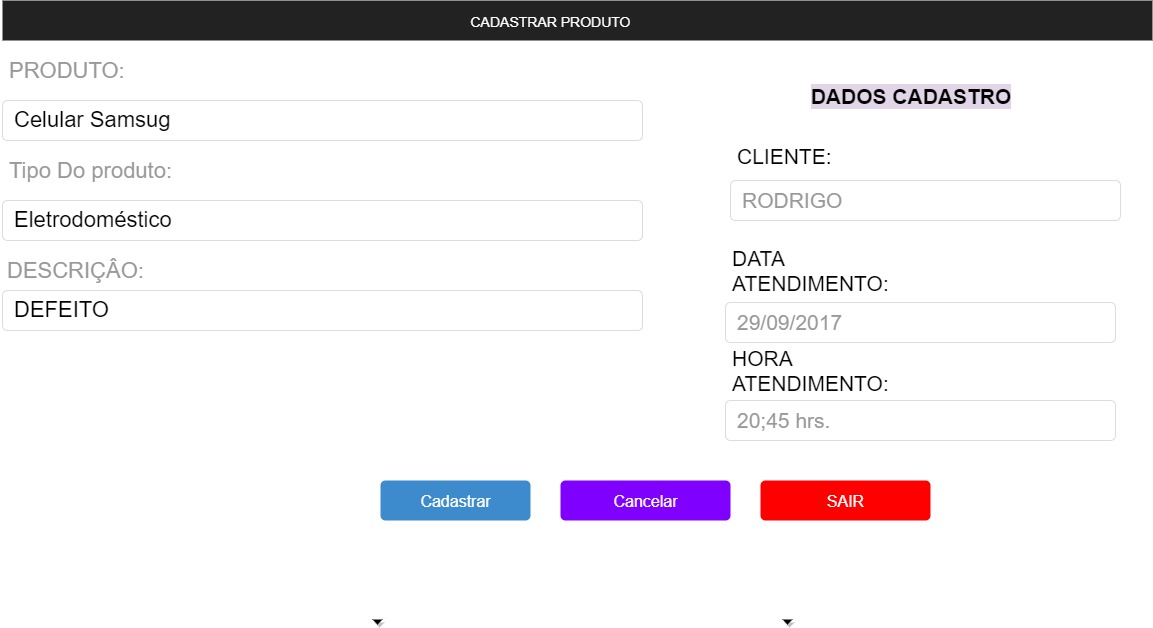 CADASTRAR PRODUTO
PRODUTO:
Celular Samsug
Tipo Do produto:
Eletrodoméstico
DESCRIÇÂO:
DEFEITO
DADOS CADASTRO
CLIENTE:
RODRIGO
DATA
ATENDIMENTO:
29/09/2017
HORA
ATENDIMENTO:
20;45 hrs.
Cadastrar
Cancelar
SAIR